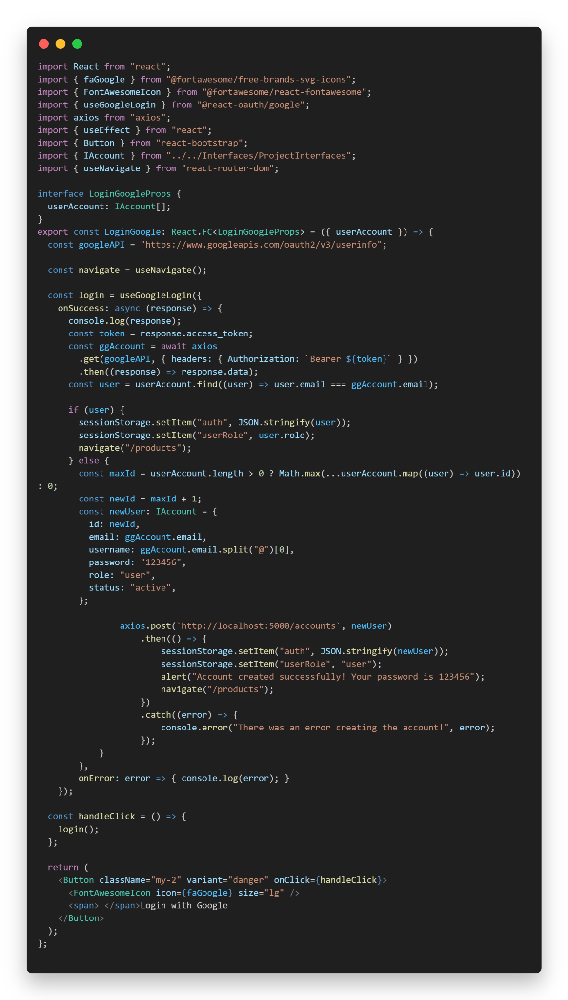 import React from "react";
import { faGoogle } from "@fortawesome/free-brands-svg-icons";
import { FontAwesomeIcon } from "@fortawesome/react-fontawesome";
import { useGoogleLogin } from "@react-oauth/google";
import axios from "axios";
import { useEffect } from "react";
import { Button } from "react-bootstrap";
import { IAccount } from "../../Interfaces/ProjectInterfaces";
import { useNavigate } from "react-router-dom";

interface LoginGoogleProps {
  userAccount: IAccount[];
}
export const LoginGoogle: React.FC<LoginGoogleProps> = ({ userAccount }) => {
  const googleAPI = "https://www.googleapis.com/oauth2/v3/userinfo";

  const navigate = useNavigate();

  const login = useGoogleLogin({
    onSuccess: async (response) => {
      console.log(response);
      const token = response.access_token;
      const ggAccount = await axios
        .get(googleAPI, { headers: { Authorization: `Bearer ${token}` } })
        .then((response) => response.data);
      const user = userAccount.find((user) => user.email === ggAccount.email);

      if (user) {
        sessionStorage.setItem("auth", JSON.stringify(user));
        sessionStorage.setItem("userRole", user.role);
        navigate("/products");
      } else {
        const maxId = userAccount.length > 0 ? Math.max(...userAccount.map((user) => user.id))
: 0;
        const newId = maxId + 1;
        const newUser: IAccount = {
          id: newId,
          email: ggAccount.email,
          username: ggAccount.email.split("@")[0],
          password: "123456",
          role: "user",
          status: "active",
        };

                axios.post(`http://localhost:5000/accounts`, newUser)
                    .then(() => {
                        sessionStorage.setItem("auth", JSON.stringify(newUser));
                        sessionStorage.setItem("userRole", "user");
                        alert("Account created successfully! Your password is 123456");
                        navigate("/products");
                    })
                    .catch((error) => {
                        console.error("There was an error creating the account!", error);
                    });
            }
        },
        onError: error => { console.log(error); }
    });

  const handleClick = () => {
    login();
  };

  return (
    <Button className="my-2" variant="danger" onClick={handleClick}>
      <FontAwesomeIcon icon={faGoogle} size="lg" />
      <span> </span>Login with Google
    </Button>
  );
};